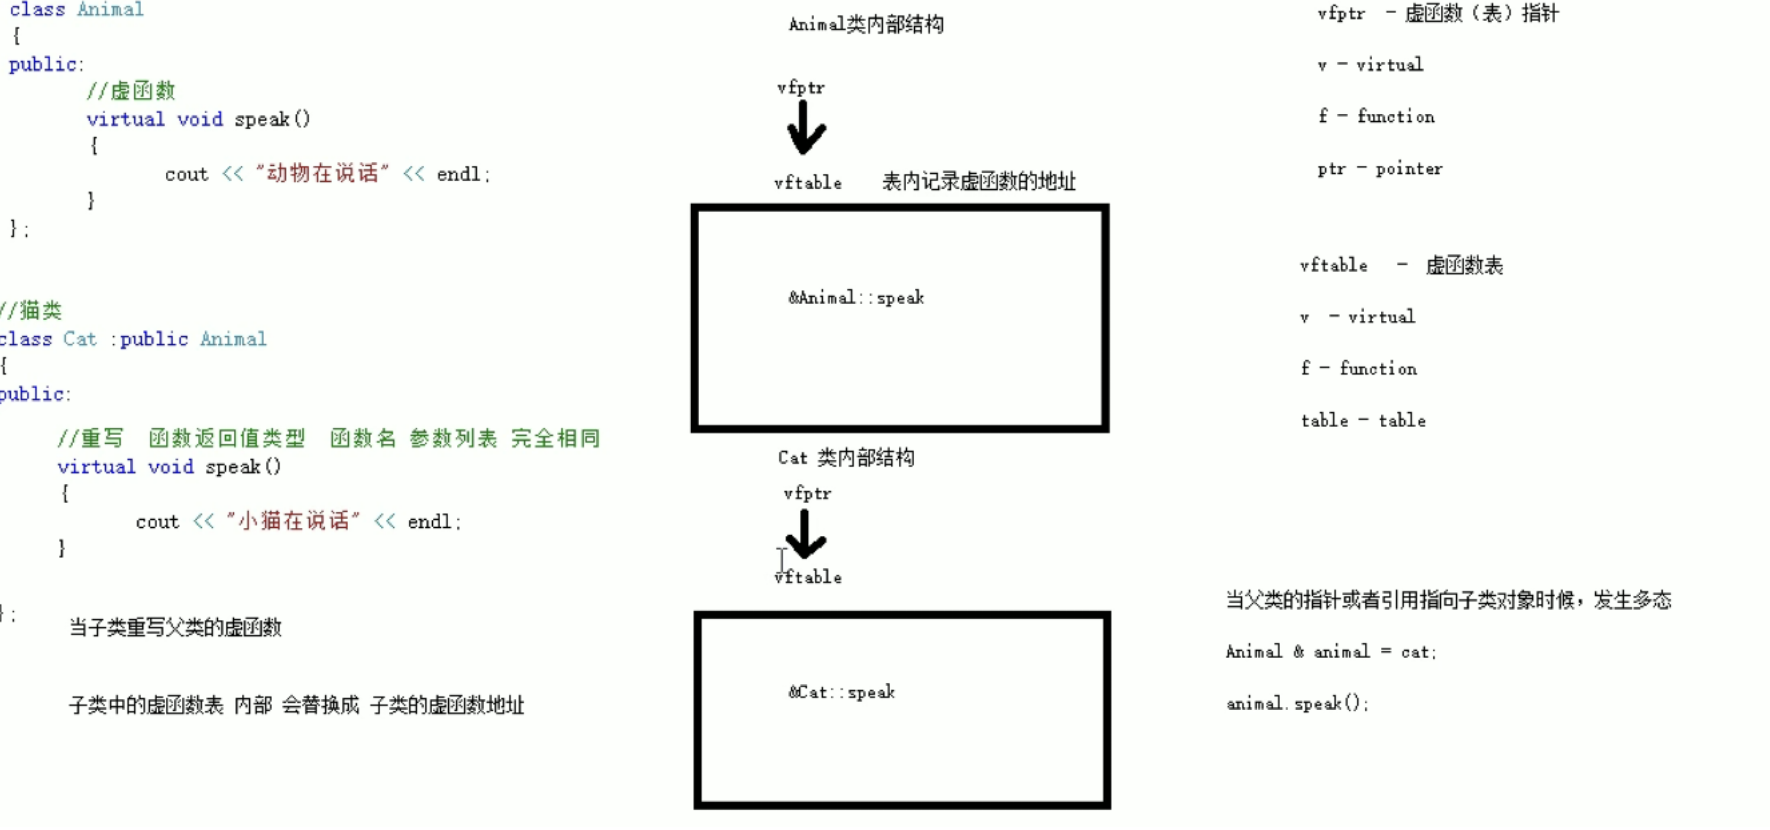 class Animal
{
public:
//虚函数
virtual void speak()
{
cout << "动物在说话" << endl;
}
};
//猫类
class Cat :public Animal
{
public:
//重写 函数返回值类型 函数名 参数列表 完全相同
virtual void speak()
{
cout << "小猫在说话" << endl;
}
};
当子类重写父类的虚函数
子类中的虚函数表 内部 会替换成 子类的虚函数地址
Animal类内部结构
vfptr
vftable 表内记录虚函数的地址
&Animal::speak
Cat 类内部结构
vfptr
vftable
&Cat::speak
vfptr - 虚函数（表）指针
v - virtual
f - function
ptr - pointer
vftable - 虚函数表
v - virtual
f - function
table - table
当父类的指针或者引用指向子类对象时候，发生多态
Animal & animal = cat;
animal.speak();